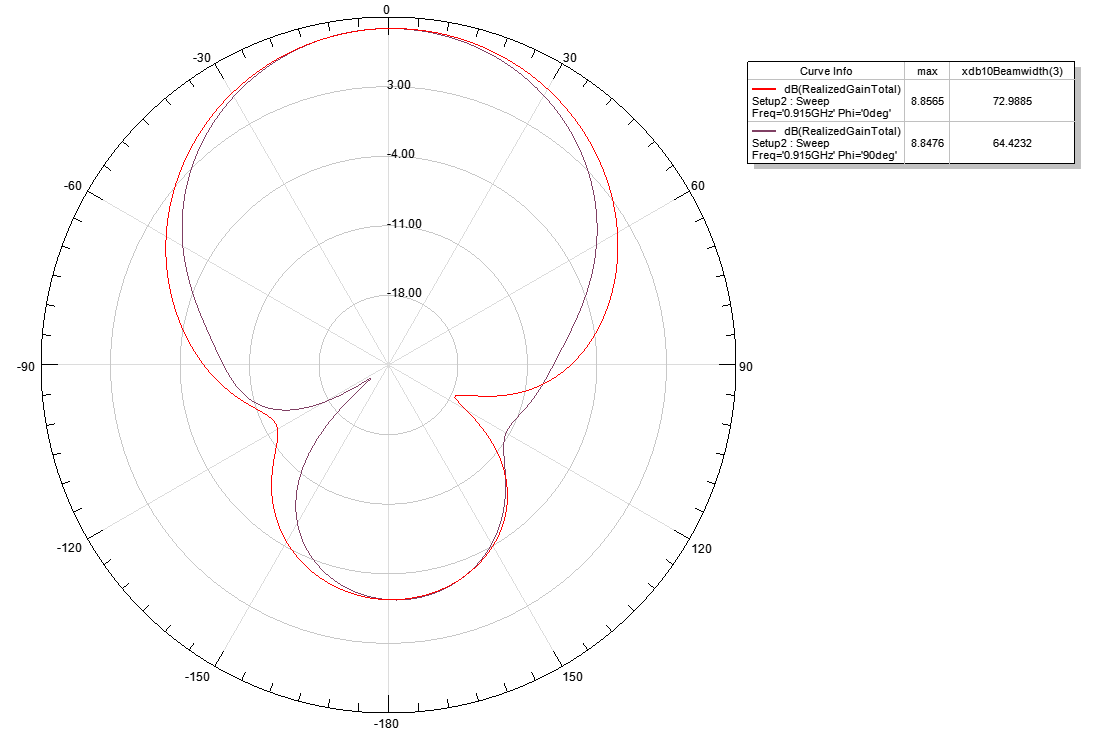 0
-30
30
3.00
-4.00
-60
60
-11.00
-18.00
-90
90
-120
120
-150
150
-180
Curve Info max xdb10Beamwidth(3)
dB(RealizedGainTotal)
Setup2 : Sweep 8.8565 72.9885
Freq='0.915GHz' Phi='0deg'
dB(RealizedGainTotal)
Setup2 : Sweep 8.8476 64.4232
Freq='0.915GHz' Phi='90deg'